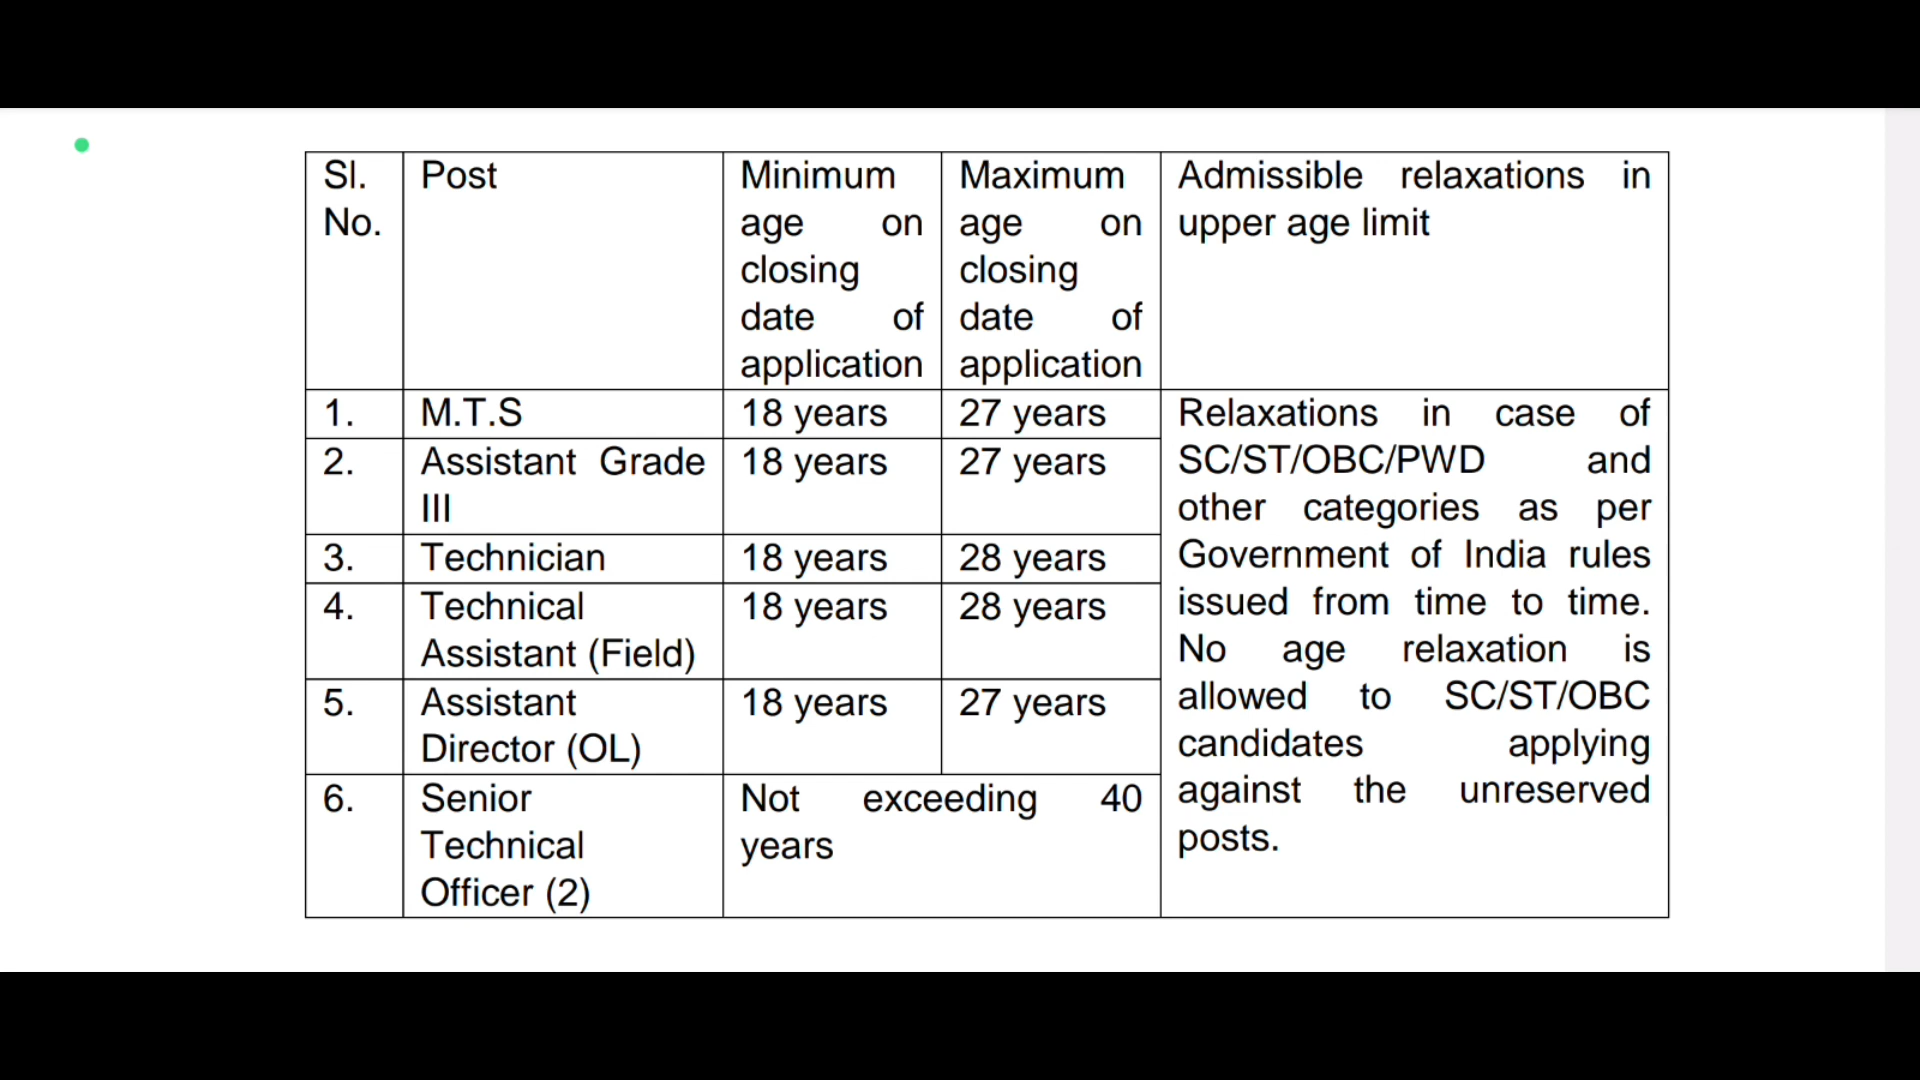 Sl. No.
Post
Minimum age on closing date of application
Maximum age on closing date of application
Admissible relaxations in upper age limit
1.
M.T.S
18 years
27 years
2.
Assistant Grade III
18 years
27 years
3.
Technician
18 years
28 years
4.
Technical Assistant (Field)
18 years
28 years
5.
Assistant Director (OL)
18 years
27 years
6.
Senior Technical Officer (2)
Not exceeding 40 years
Relaxations in case of
SC/ST/OBC/PWD and
other categories as per
Government of India rules
issued from time to time.
No age relaxation is
allowed to SC/ST/OBC
candidates applying
against the unreserved
posts.